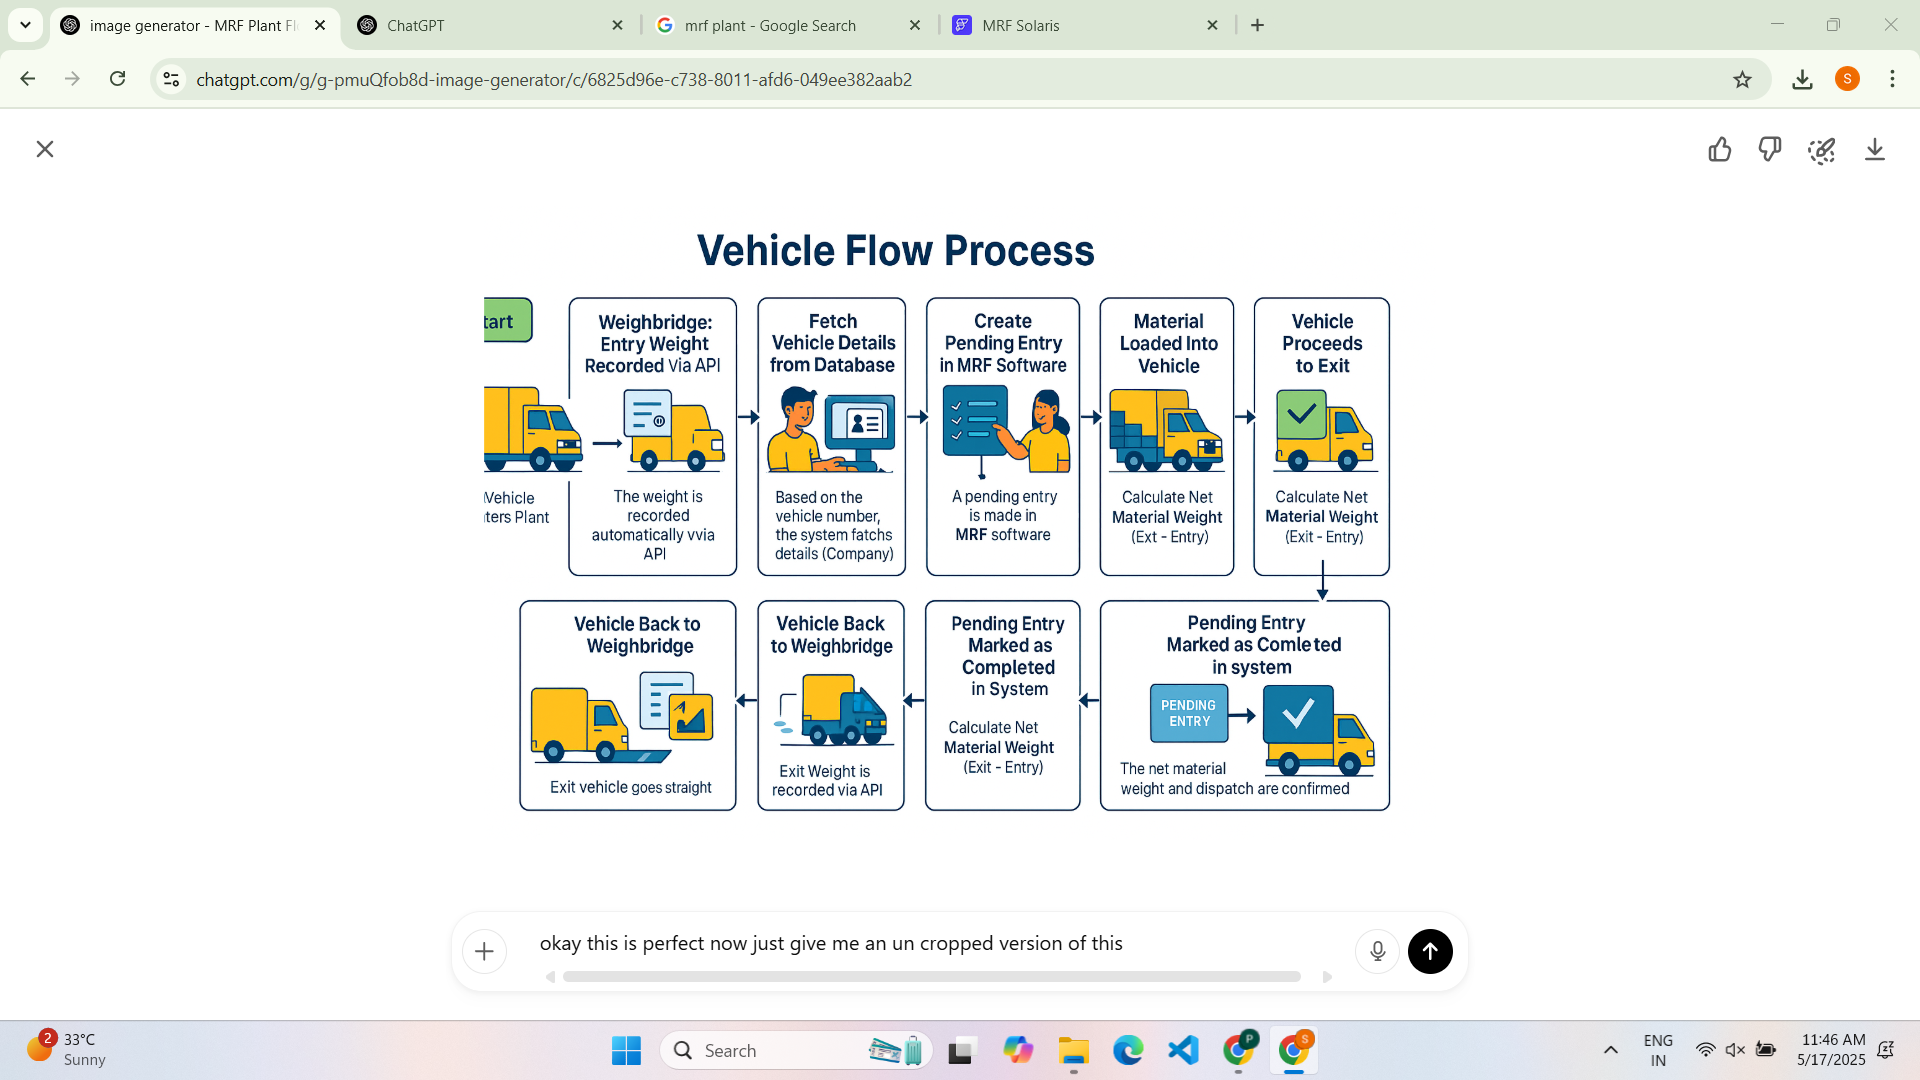 image generator - MRF Plant Fl
ChatGPT
mrf plant - Google Search
MRF Solaris
chatgpt.com/g/g-pmuQfob8d-image-generator/c/6825d96e-c738-8011-afd6-049ee382aab2
S
Vehicle Flow Process
tart
Vehicle
ters Plant
Weighbridge:
Entry Weight
Recorded Via API
The weight is
recorded
automatically vvia
API
Fetch
Vehicle Details
from Database
Based on the
vehicle number,
the system fatchs
details (Company)
Create
Pending Entry
in MRF Software
A pending entry
is made in
MRF software
Material
Loaded Into
Vehicle
Calculate Net
Material Weight
(Ext - Entry)
Vehicle
Proceeds
to Exit
Calculate Net
Material Weight
(Exit - Entry)
Vehicle Back to
Weighbridge
Exit vehicle goes straight
Vehicle Back
to Weighbridge
Exit Weight is
recorded via API
Pending Entry
Marked as
Completed
in System
Calculate Net
Material Weight
(Exit - Entry)
Pending Entry
Marked as Comleted
in system
PENDING
ENTRY
The net material
weight and dispatch are confirmed
okay this is perfect now just give me an un cropped version of this
2
33°C
Sunny
Search
P
S
ENG
IN
11:46 AM
5/17/2025